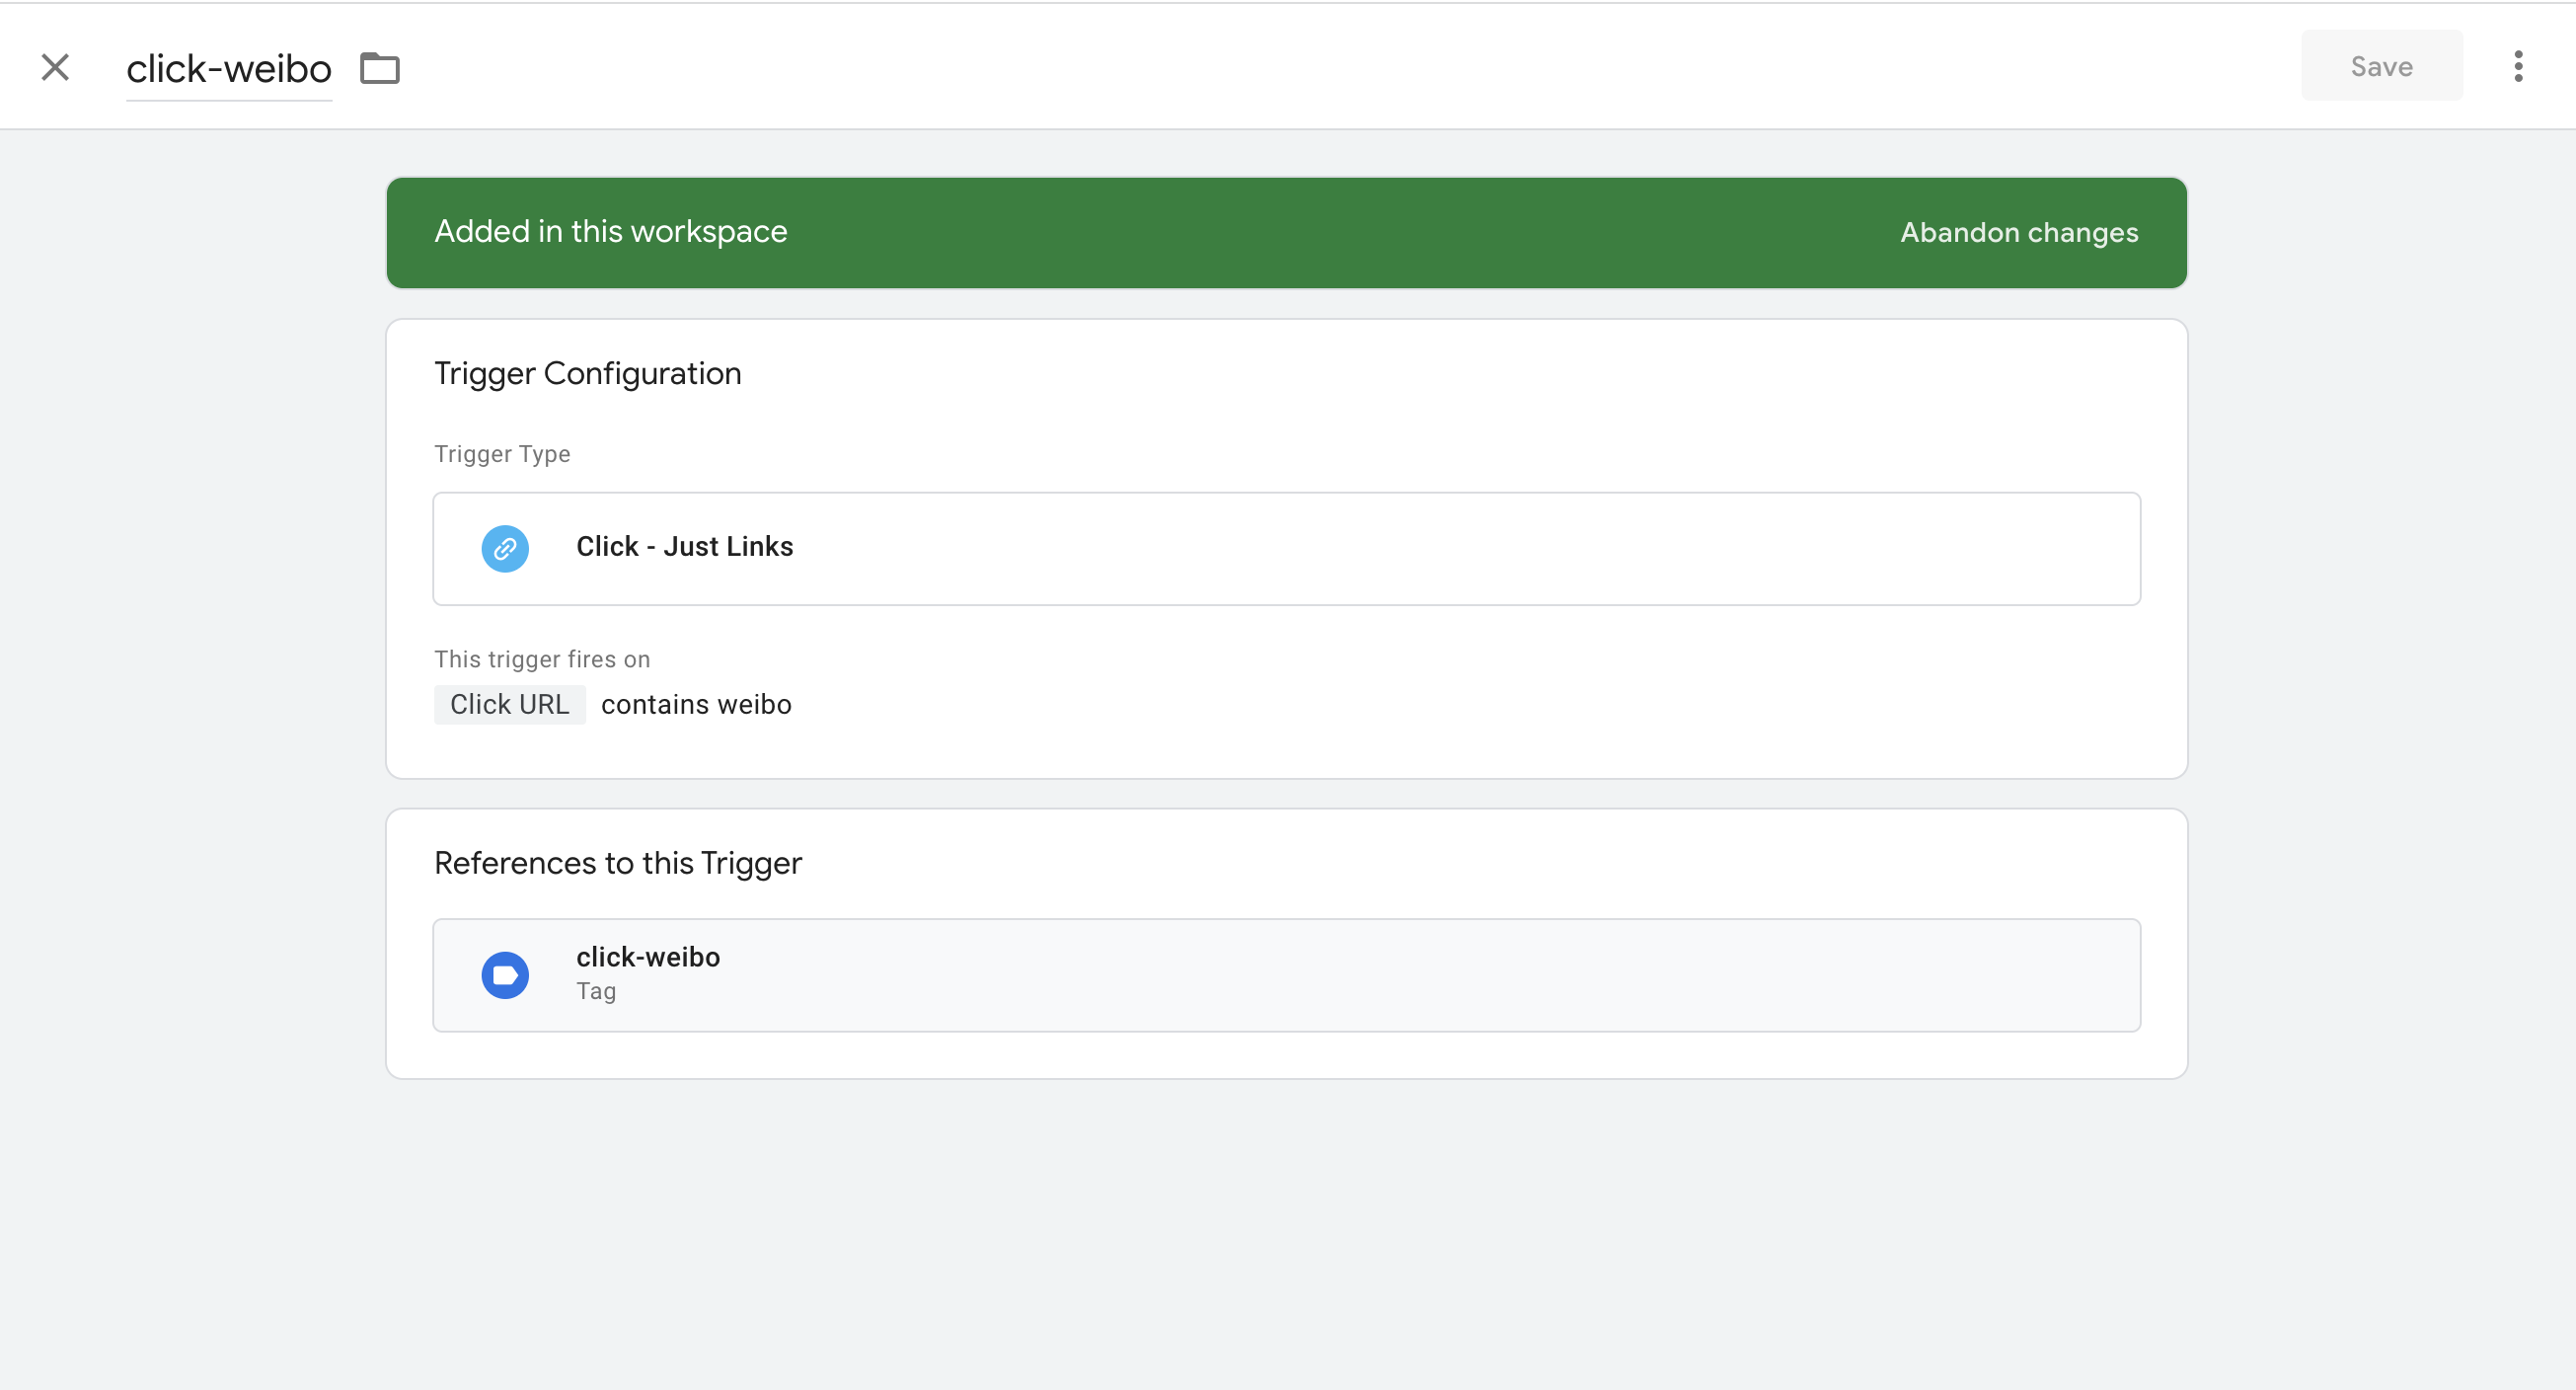 click-weibo
Save
Added in this workspace
Abandon changes
Trigger Configuration
Trigger Type
Click - Just Links
This trigger fires on
Click URL contains weibo
References to this Trigger
click-weibo
Tag